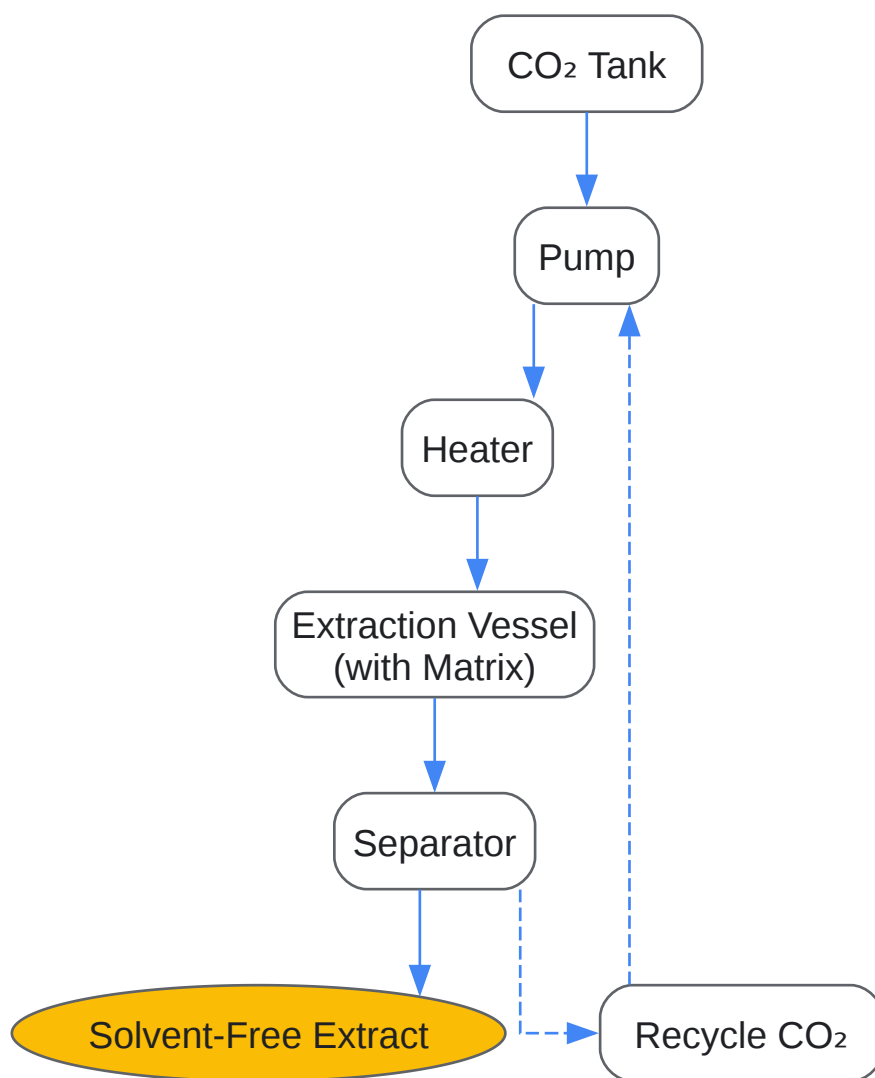 CO₂ Tank
Pump
Heater
Extraction Vessel
(with Matrix)
Separator
Solvent-Free Extract
Recycle CO₂